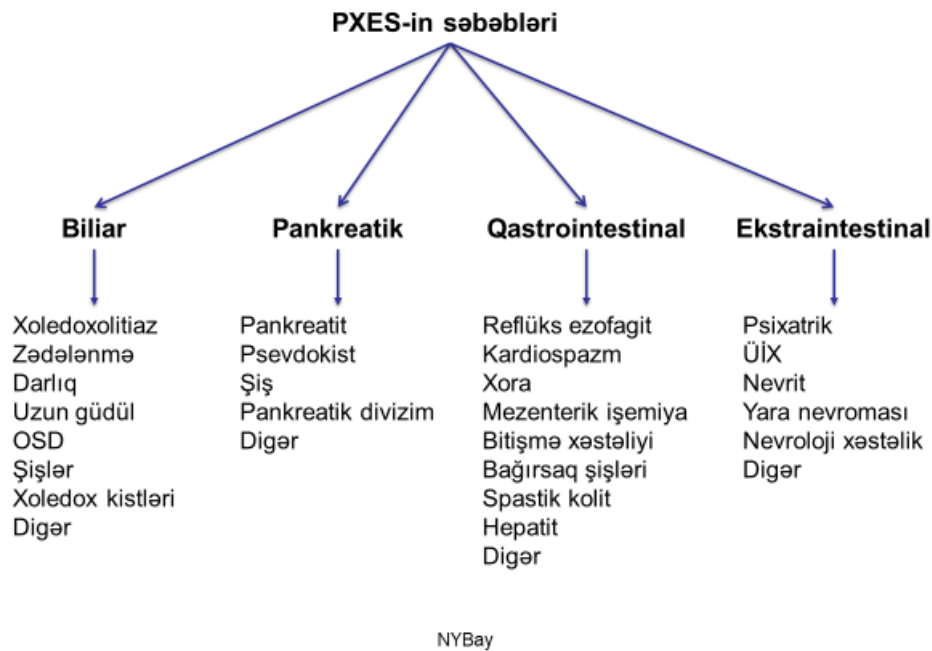 PXES-in səbəbləri
Biliar
Xoledoxolitiaz
Zədələnmə
Darlıq
Uzun güdül
OSD
Şişlər
Xoledox kistləri
Digər
Pankreatik
Pankreatit
Psevdokist
Şiş
Pankreatik divizim
Digər
Qastrointestinal
Reflüks ezofagit
Kardiospazm
Xora
Mezenterik işemiya
Bitişmə xəstəliyi
Bağırsaq şişləri
Spastik kolit
Hepatit
Digər
Ekstraintestinal
Psixatrik
ÜİX
Nevrit
Yara nevroması
Nevroloji xəstəlik
Digər
NYBay